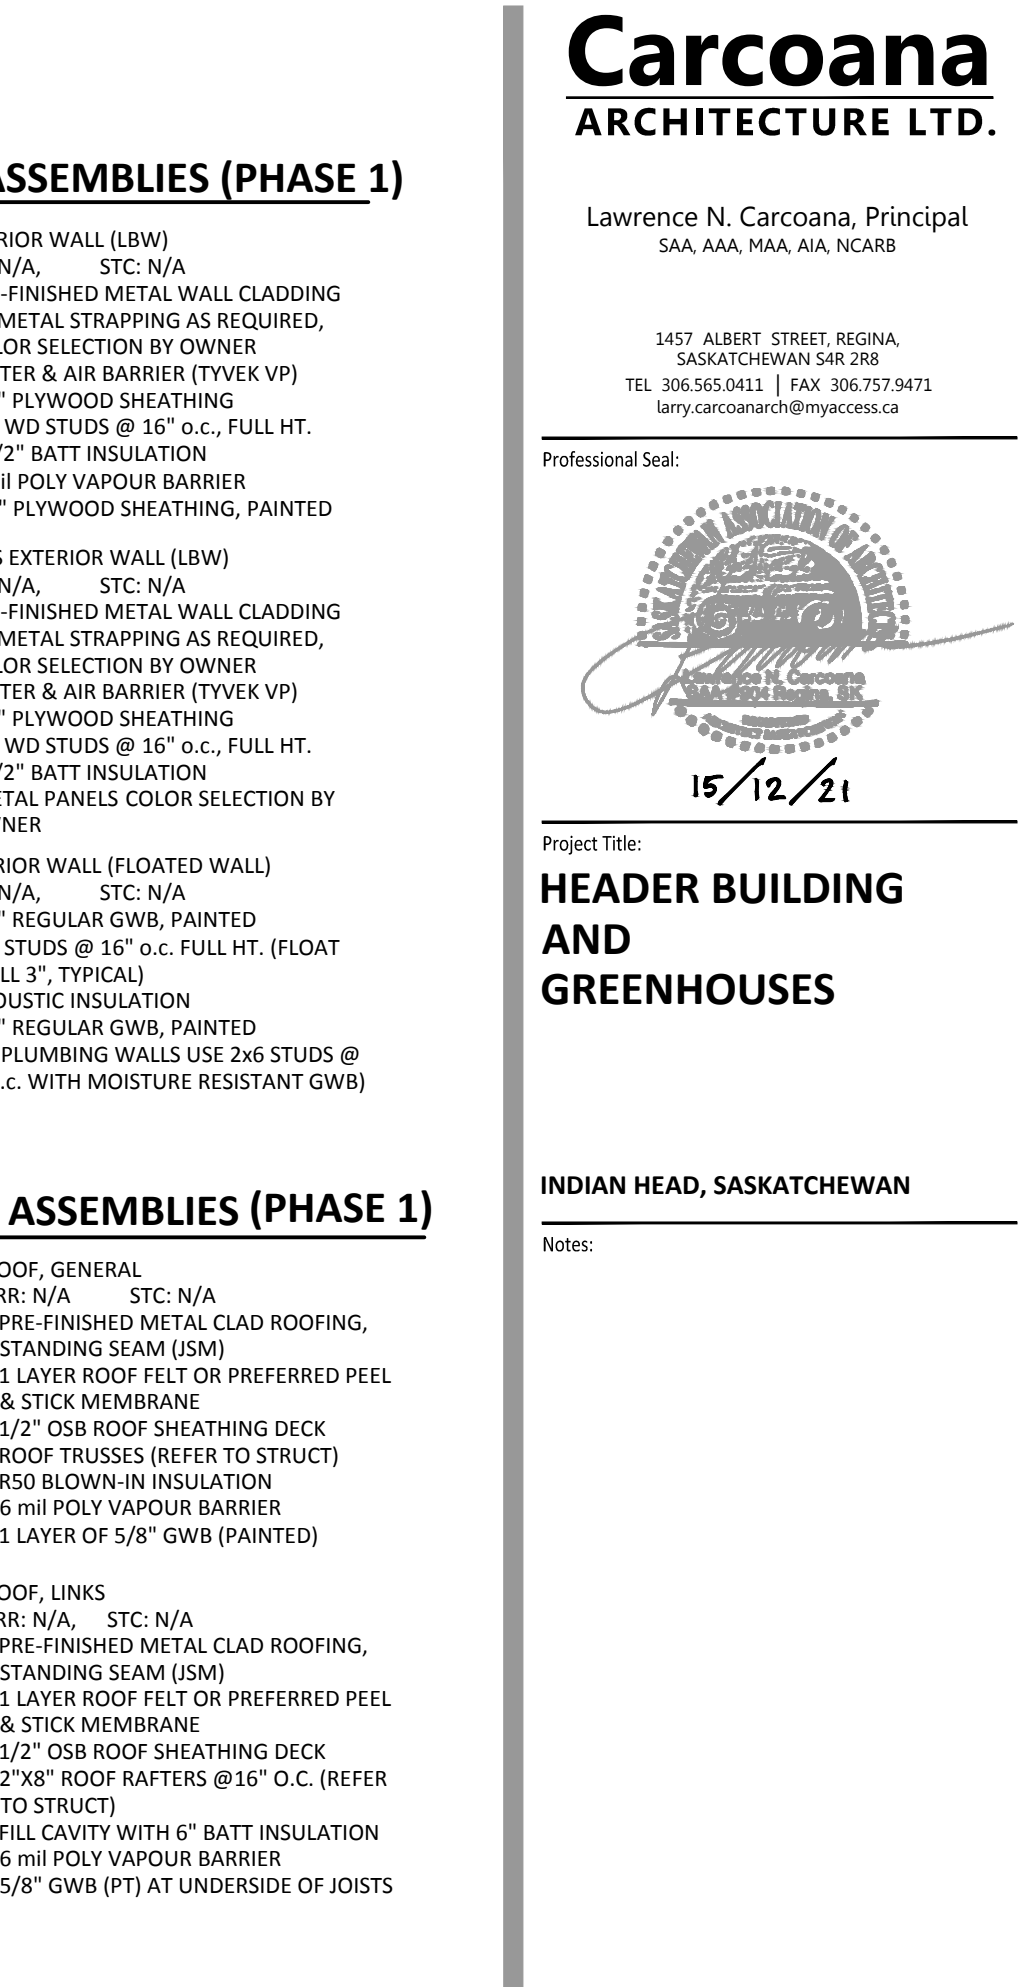 ASSEMBLIES (PHASE 1)
RIOR WALL (LBW)
N/A, STC: N/A
-FINISHED METAL WALL CLADDING
METAL STRAPPING AS REQUIRED,
LOR SELECTION BY OWNER
TER & AIR BARRIER (TYVEK VP)
" PLYWOOD SHEATHING
WD STUDS @ 16" o.c., FULL HT.
/2" BATT INSULATION
il POLY VAPOUR BARRIER
" PLYWOOD SHEATHING, PAINTED
S EXTERIOR WALL (LBW)
N/A, STC: N/A
-FINISHED METAL WALL CLADDING
METAL STRAPPING AS REQUIRED,
LOR SELECTION BY OWNER
TER & AIR BARRIER (TYVEK VP)
" PLYWOOD SHEATHING
WD STUDS @ 16" o.c., FULL HT.
/2" BATT INSULATION
ETAL PANELS COLOR SELECTION BY
NER
RIOR WALL (FLOATED WALL)
N/A, STC: N/A
" REGULAR GWB, PAINTED
STUDS @ 16" o.c. FULL HT. (FLOAT
LL 3", TYPICAL)
OUSTIC INSULATION
" REGULAR GWB, PAINTED
PLUMBING WALLS USE 2x6 STUDS @
.c. WITH MOISTURE RESISTANT GWB)
ASSEMBLIES (PHASE 1)
OOF, GENERAL
RR: N/A STC: N/A
PRE-FINISHED METAL CLAD ROOFING,
STANDING SEAM (JSM)
1 LAYER ROOF FELT OR PREFERRED PEEL
& STICK MEMBRANE
1/2" OSB ROOF SHEATHING DECK
ROOF TRUSSES (REFER TO STRUCT)
R50 BLOWN-IN INSULATION
6 mil POLY VAPOUR BARRIER
1 LAYER OF 5/8" GWB (PAINTED)
OOF, LINKS
RR: N/A, STC: N/A
PRE-FINISHED METAL CLAD ROOFING,
STANDING SEAM (JSM)
1 LAYER ROOF FELT OR PREFERRED PEEL
& STICK MEMBRANE
1/2" OSB ROOF SHEATHING DECK
2"X8" ROOF RAFTERS @16" O.C. (REFER
TO STRUCT)
FILL CAVITY WITH 6" BATT INSULATION
6 mil POLY VAPOUR BARRIER
5/8" GWB (PT) AT UNDERSIDE OF JOISTS
Carcoana
ARCHITECTURE LTD.
Lawrence N. Carcoana, Principal
SAA, AAA, MAA, AIA, NCARB
1457 ALBERT STREET, REGINA,
SASKATCHEWAN S4R 2R8
TEL 306.565.0411 | FAX 306.757.9471
larry.carcoanarch@myaccess.ca
Professional Seal:
SASKATCHEWAN ASSOCIATION OF ARCHITECTS
Lawrence N. Carcoana
Regina, SK
15/12/21
Project Title:
HEADER BUILDING
AND
GREENHOUSES
INDIAN HEAD, SASKATCHEWAN
Notes: